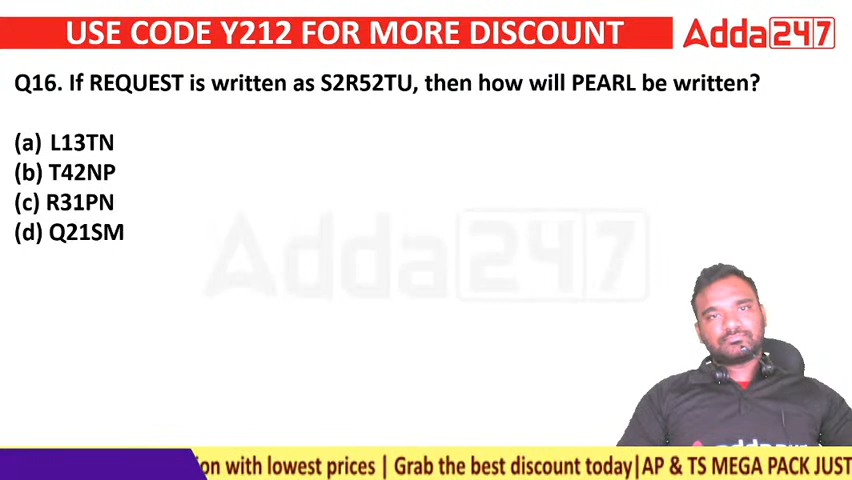 USE CODE Y212 FOR MORE DISCOUNT
Adda247
Q16. If REQUEST is written as S2R52TU, then how will PEARL be written?
(a) L13TN
(b) T42NP
(c) R31PN
(d) Q21SM
Adda247
ion with lowest prices | Grab the best discount today|AP & TS MEGA PACK JUST